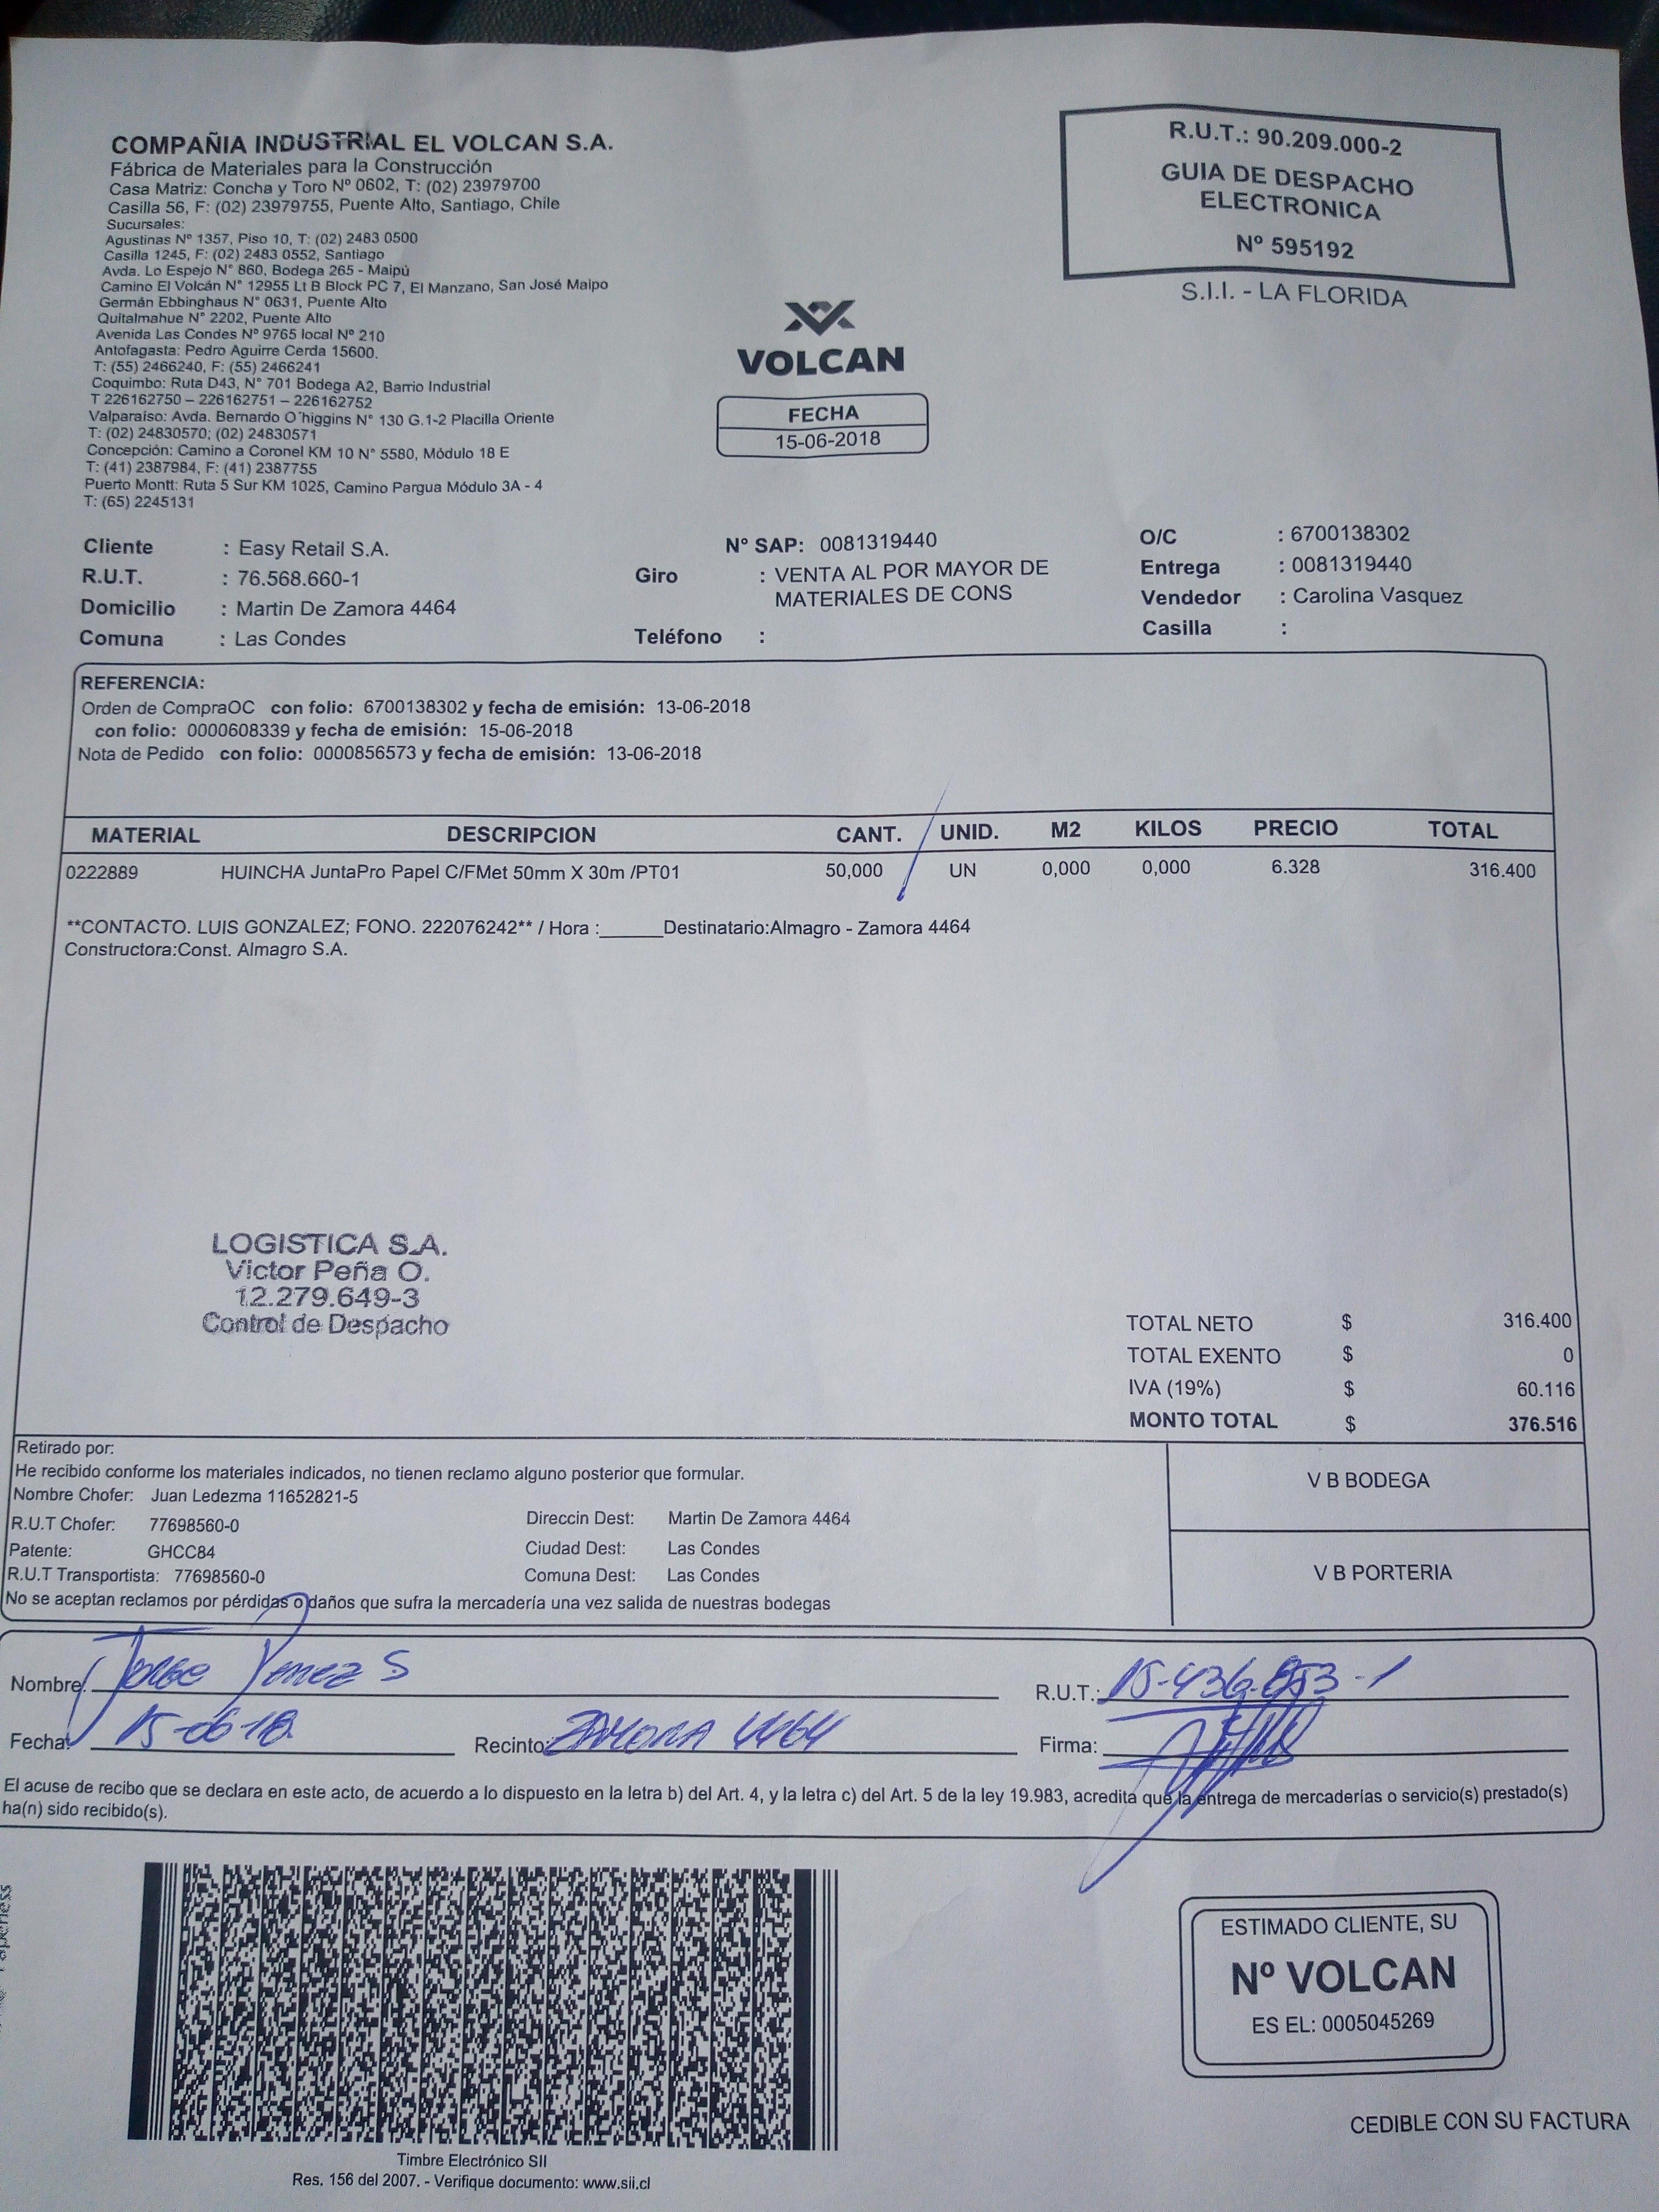 COMPAÑIA INDUSTRIAL EL VOLCAN S.A.
Fábrica de Materiales para la Construcción
Casa Matriz: Concha y Toro Nº 0602, T: (02) 23979700
Casilla 56, F: (02) 23979755, Puente Alto, Santiago, Chile
Sucursales:
Agustinas Nº 1357, Piso 10, T: (02) 2483 0500
Casilla 1245, F: (02) 2483 0552, Santiago
Avda. Lo Espejo N° 860, Bodega 265 - Maipú
Camino El Volcán N° 12955 Lt B Block PC 7, El Manzano, San José Maipo
Germán Ebbinghaus N° 0631, Puente Alto
Quitalmahue N° 2202, Puente Alto
Avenida Las Condes Nº 9765 local Nº 210
Antofagasta: Pedro Aguirre Cerda 15600.
T: (55) 2466240, F: (55) 2466241
Coquimbo: Ruta D43, N° 701 Bodega A2, Barrio Industrial
T 226162750 – 226162751 – 226162752
Valparaíso: Avda. Bernardo O´higgins N° 130 G.1-2 Placilla Oriente
T: (02) 24830570; (02) 24830571
Concepción: Camino a Coronel KM 10 N° 5580, Módulo 18 E
T: (41) 2387984, F: (41) 2387755
Puerto Montt: Ruta 5 Sur KM 1025, Camino Pargua Módulo 3A - 4
T: (65) 2245131
VOLCAN
FECHA
15-06-2018
R.U.T.: 90.209.000-2
GUIA DE DESPACHO
ELECTRONICA
Nº 595192
S.I.I. - LA FLORIDA
Cliente : Easy Retail S.A.
R.U.T. : 76.568.660-1
Domicilio : Martin De Zamora 4464
Comuna : Las Condes
Nº SAP: 0081319440
Giro : VENTA AL POR MAYOR DE
MATERIALES DE CONS
Teléfono :
O/C : 6700138302
Entrega : 0081319440
Vendedor : Carolina Vasquez
Casilla :
REFERENCIA:
Orden de CompraOC con folio: 6700138302 y fecha de emisión: 13-06-2018
con folio: 0000608339 y fecha de emisión: 15-06-2018
Nota de Pedido con folio: 0000856573 y fecha de emisión: 13-06-2018
MATERIAL DESCRIPCION CANT. UNID. M2 KILOS PRECIO TOTAL
0222889 HUINCHA JuntaPro Papel C/FMet 50mm X 30m /PT01 50,000 UN 0,000 0,000 6.328 316.400
**CONTACTO. LUIS GONZALEZ; FONO. 222076242** / Hora :______Destinatario:Almagro - Zamora 4464
Constructora:Const. Almagro S.A.
LOGISTICA S.A.
Victor Peña O.
12.279.649-3
Control de Despacho
TOTAL NETO $ 316.400
TOTAL EXENTO $ 0
IVA (19%) $ 60.116
MONTO TOTAL $ 376.516
Retirado por:
He recibido conforme los materiales indicados, no tienen reclamo alguno posterior que formular.
Nombre Chofer: Juan Ledezma 11652821-5
R.U.T Chofer: 77698560-0
Patente: GHCC84
R.U.T Transportista: 77698560-0
Direccin Dest: Martin De Zamora 4464
Ciudad Dest: Las Condes
Comuna Dest: Las Condes
No se aceptan reclamos por pérdidas o daños que sufra la mercadería una vez salida de nuestras bodegas
V B BODEGA
V B PORTERIA
Nombre: Jorge S
R.U.T.: 15-436.853-1
Fecha: 15-06-18.
Recinto: ZAMORA 4464
Firma:
El acuse de recibo que se declara en este acto, de acuerdo a lo dispuesto en la letra b) del Art. 4, y la letra c) del Art. 5 de la ley 19.983, acredita que la entrega de mercaderías o servicio(s) prestado(s)
ha(n) sido recibido(s).
Timbre Electrónico SII
Res. 156 del 2007. - Verifique documento: www.sii.cl
ESTIMADO CLIENTE, SU
Nº VOLCAN
ES EL: 0005045269
CEDIBLE CON SU FACTURA